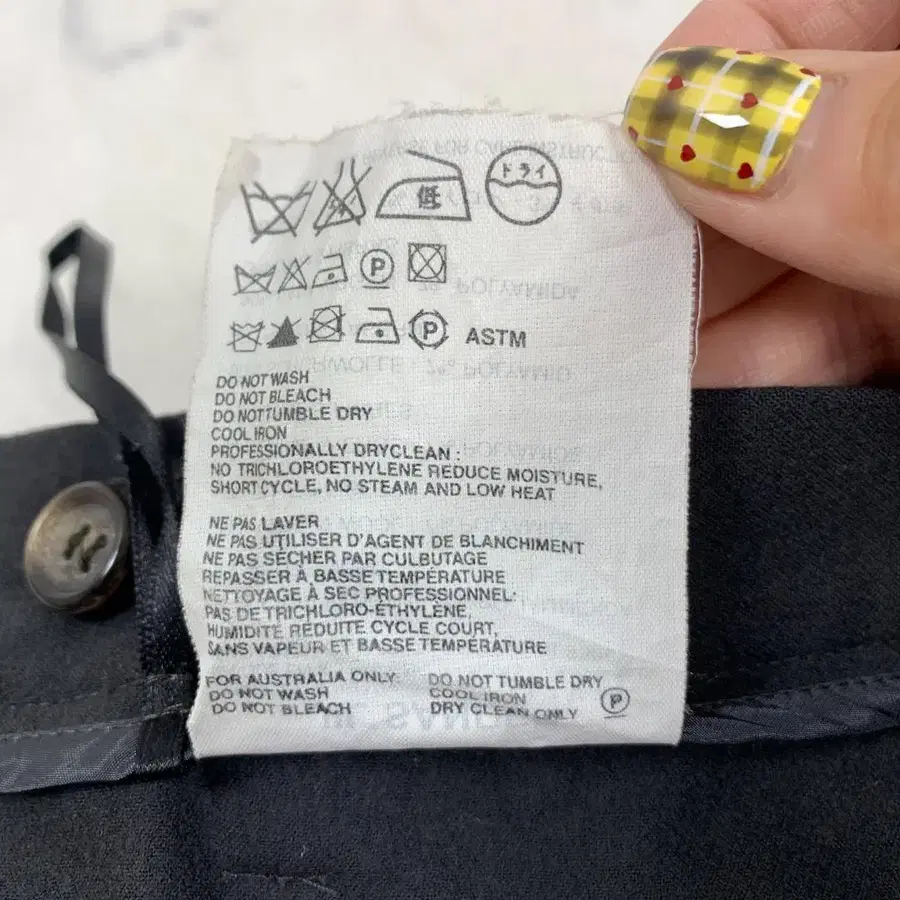 低 ドライ
P
P ASTM
DO NOT WASH
DO NOT BLEACH
DO NOT TUMBLE DRY
COOL IRON
PROFESSIONALLY DRYCLEAN :
NO TRICHLOROETHYLENE REDUCE MOISTURE,
SHORT CYCLE, NO STEAM AND LOW HEAT
NE PAS LAVER
NE PAS UTILISER D'AGENT DE BLANCHIMENT
NE PAS SÉCHER PAR CULBUTAGE
REPASSER À BASSE TEMPÉRATURE
NETTOYAGE À SEC PROFESSIONNEL:
PAS DE TRICHLORO-ÉTHYLÈNE,
HUMIDITÉ RÉDUITE CYCLE COURT,
SANS VAPEUR ET BASSE TEMPÉRATURE
FOR AUSTRALIA ONLY: DO NOT TUMBLE DRY
DO NOT WASH COOL IRON
DO NOT BLEACH DRY CLEAN ONLY P